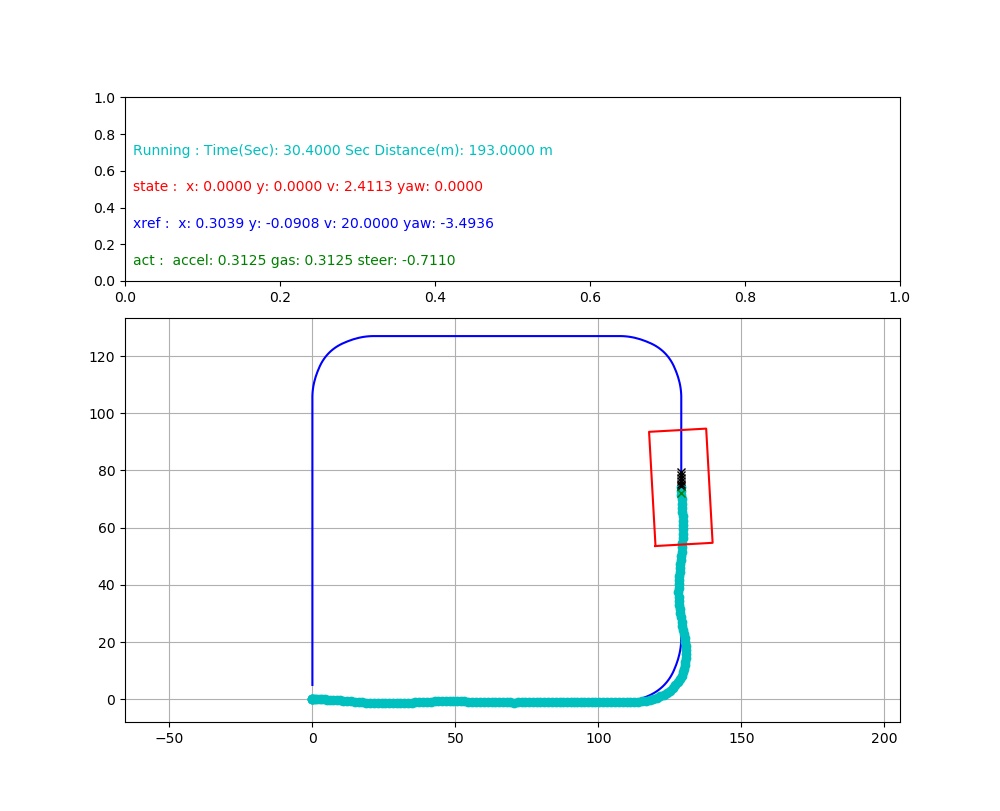 1.0
0.8
Running : Time(Sec): 30.4000 Sec Distance(m): 193.0000 m
0.6
state :  x: 0.0000 y: 0.0000 v: 2.4113 yaw: 0.0000
0.4
xref :  x: 0.3039 y: -0.0908 v: 20.0000 yaw: -3.4936
0.2
act :  accel: 0.3125 gas: 0.3125 steer: -0.7110
0.0
0.0 0.2 0.4 0.6 0.8 1.0
120
100
80
60
40
20
0
−50 0 50 100 150 200